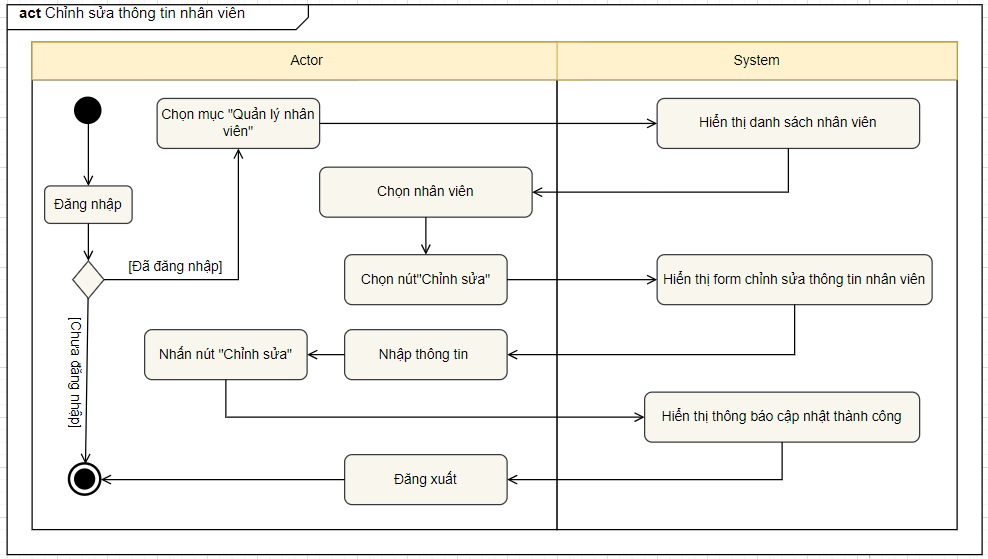 act Chỉnh sửa thông tin nhân viên
Actor
System
Chọn mục "Quản lý nhân
viên"
Hiển thị danh sách nhân viên
Đăng nhập
Chọn nhân viên
[Đã đăng nhập]
Chọn nút"Chỉnh sửa"
Hiển thị form chỉnh sửa thông tin nhân viên
[Chưa đăng nhập]
Nhấn nút "Chỉnh sửa"
Nhập thông tin
Hiển thị thông báo cập nhật thành công
Đăng xuất